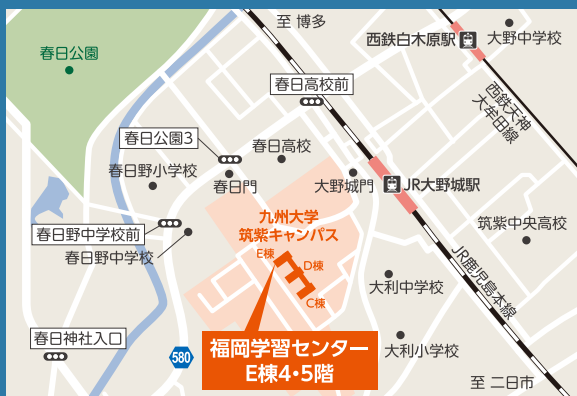 至 博多
西鉄白木原駅
大野中学校
春日公園
春日高校前
西鉄天神
大牟田線
春日公園3
春日高校
春日野小学校
春日門
大野城門
JR大野城駅
九州大学
筑紫キャンパス
筑紫中央高校
春日野中学校前
春日野中学校
E棟
D棟
C棟
JR鹿児島本線
大利中学校
春日神社入口
580
福岡学習センター
E棟4・5階
大利小学校
至 二日市